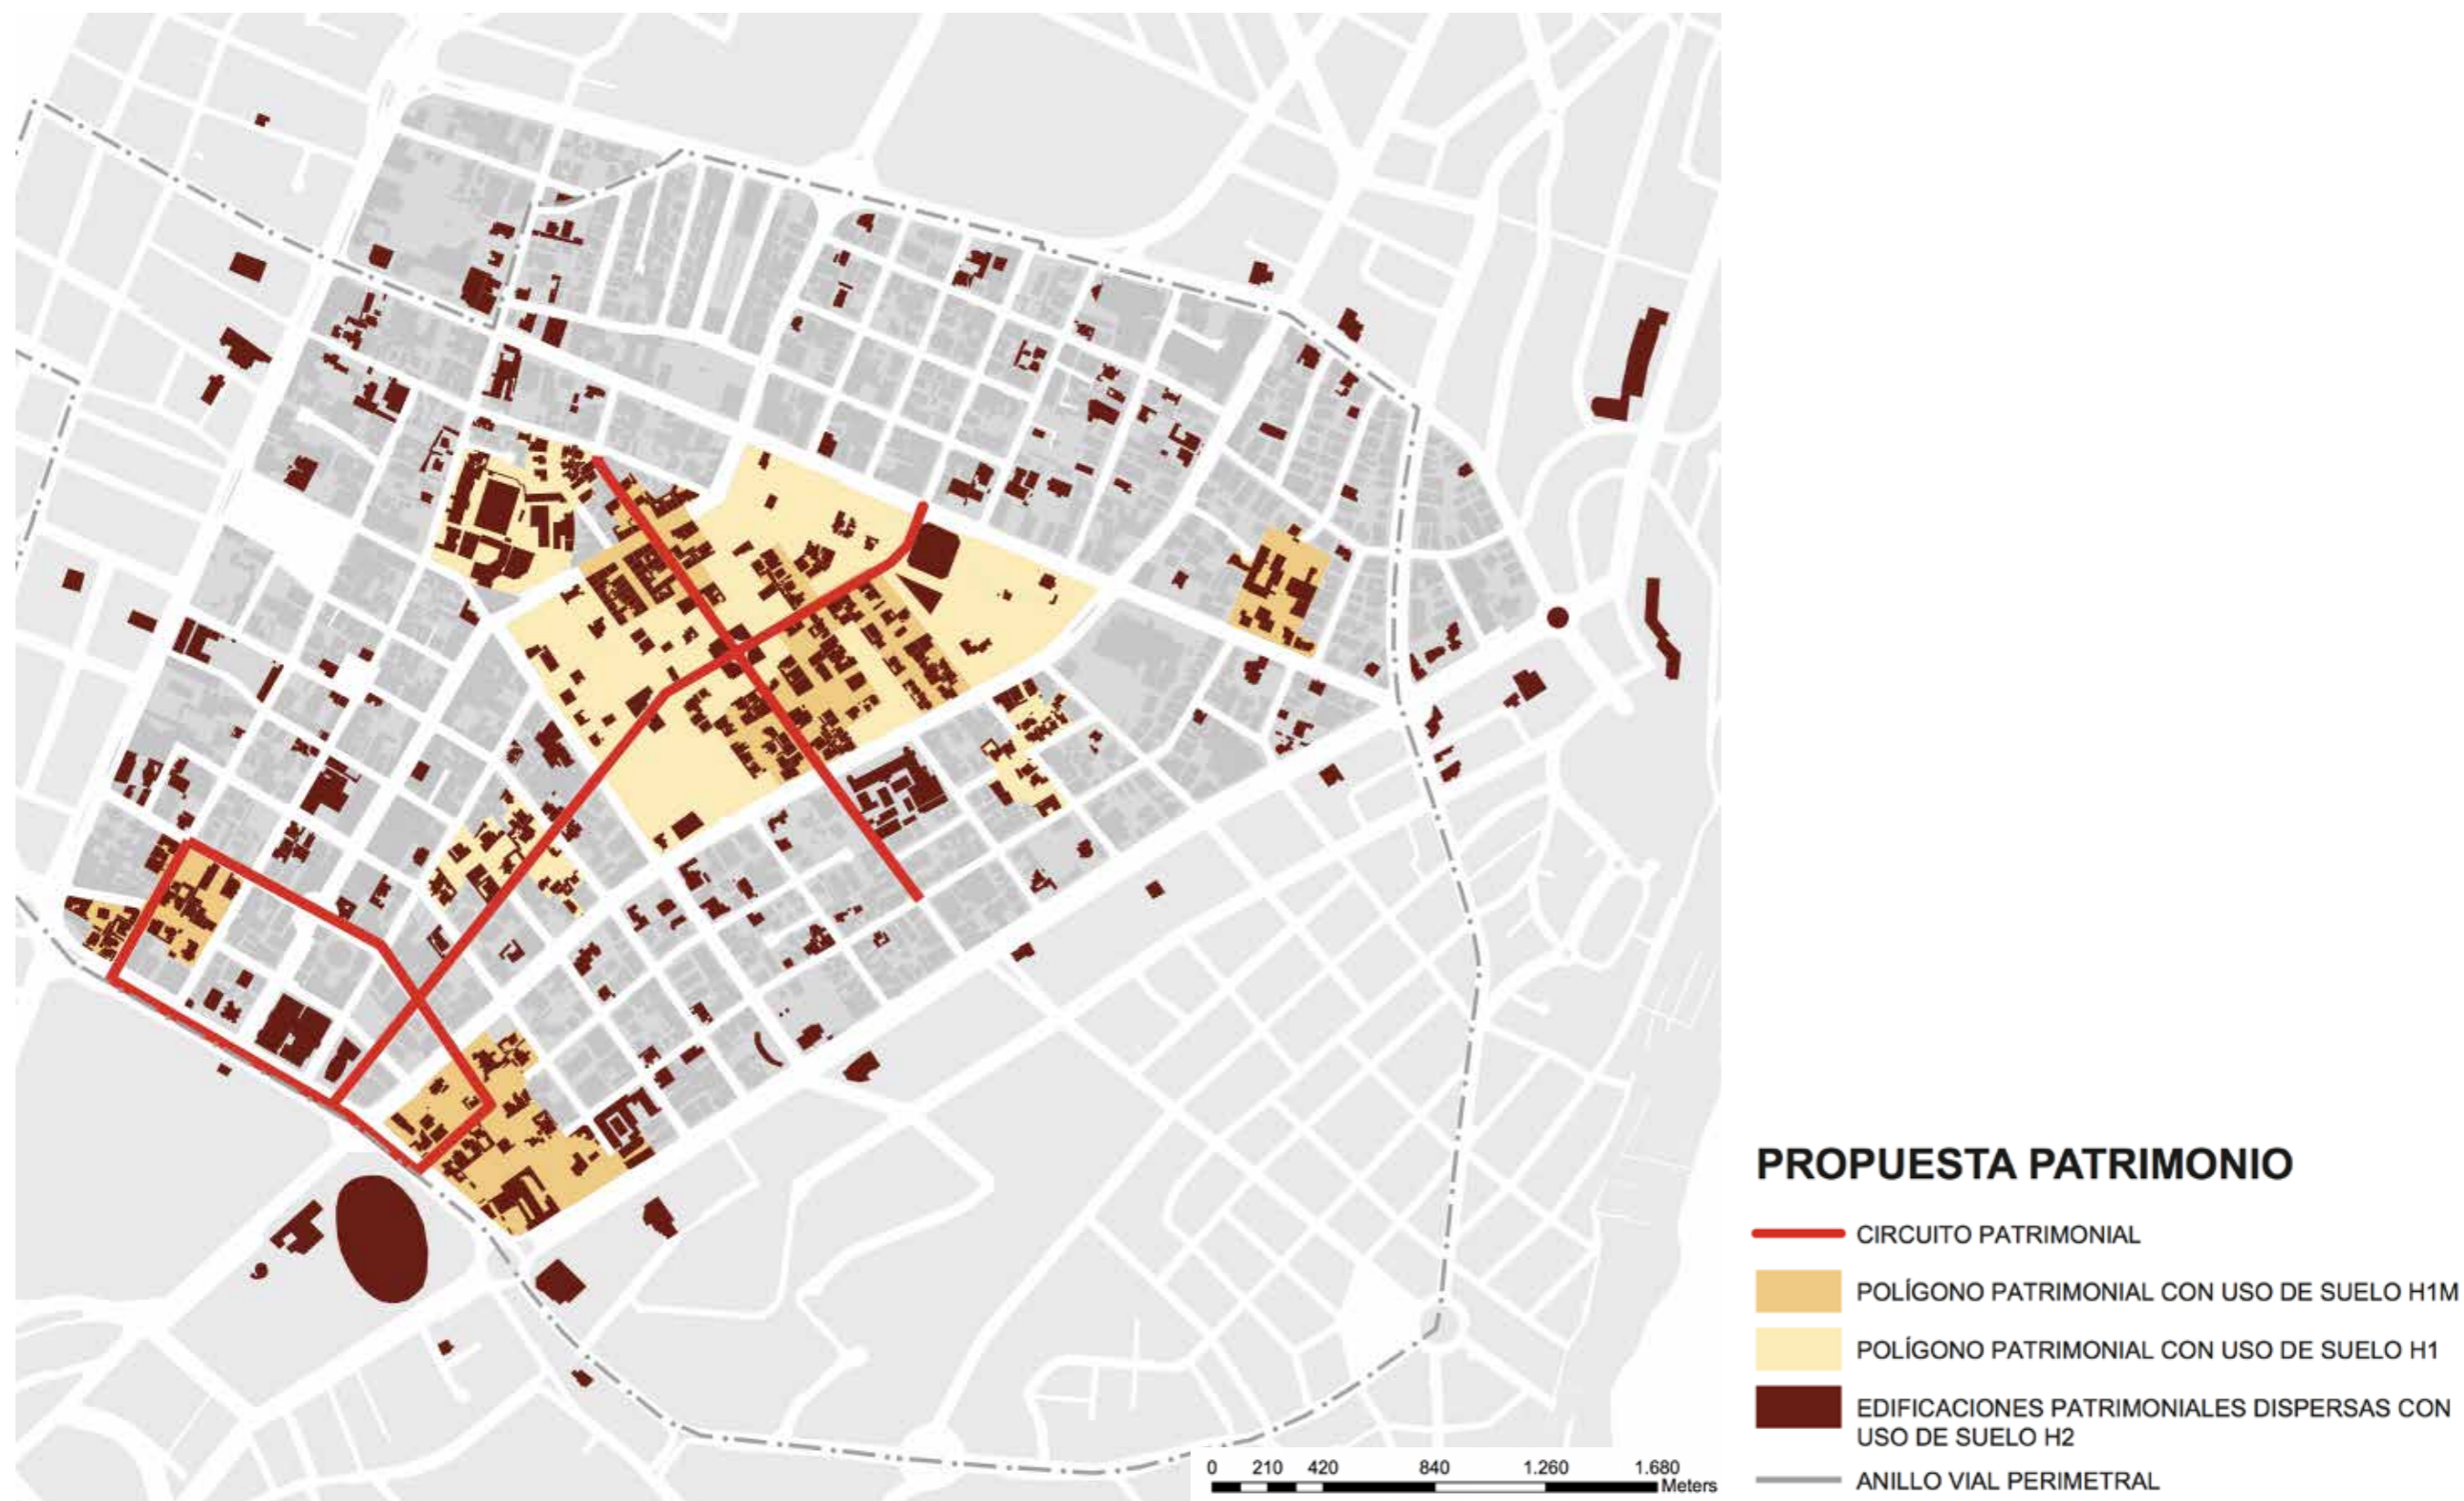 PROPUESTA PATRIMONIO
CIRCUITO PATRIMONIAL
POLÍGONO PATRIMONIAL CON USO DE SUELO H1M
POLÍGONO PATRIMONIAL CON USO DE SUELO H1
EDIFICACIONES PATRIMONIALES DISPERSAS CON
USO DE SUELO H2
ANILLO VIAL PERIMETRAL
0 210 420 840 1.260 1.680
Meters